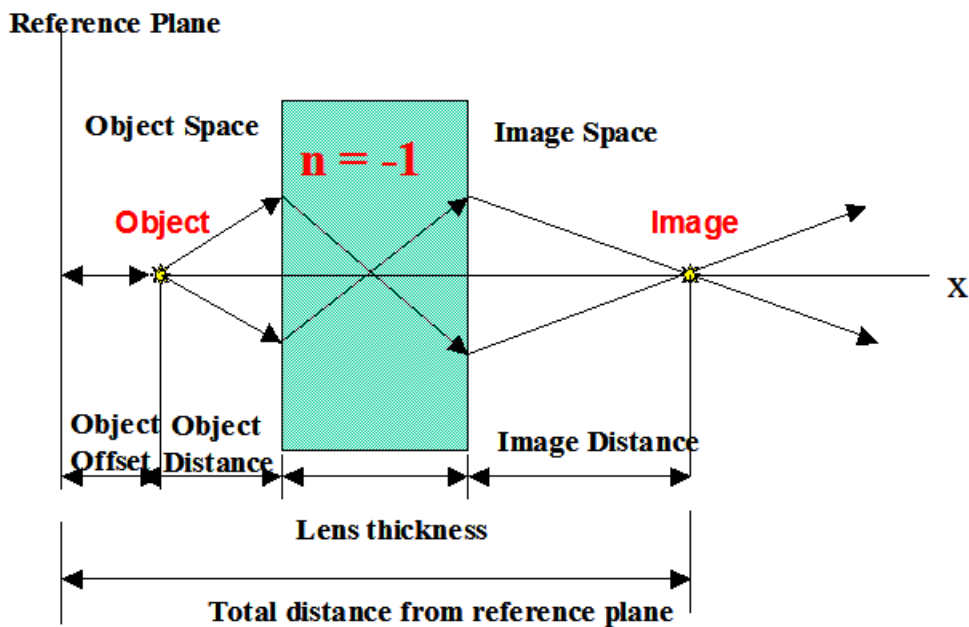 Reference Plane
Object Space
Image Space
n = -1
Object
Image
X
Object
Offset
Object
Distance
Image Distance
Lens thickness
Total distance from reference plane